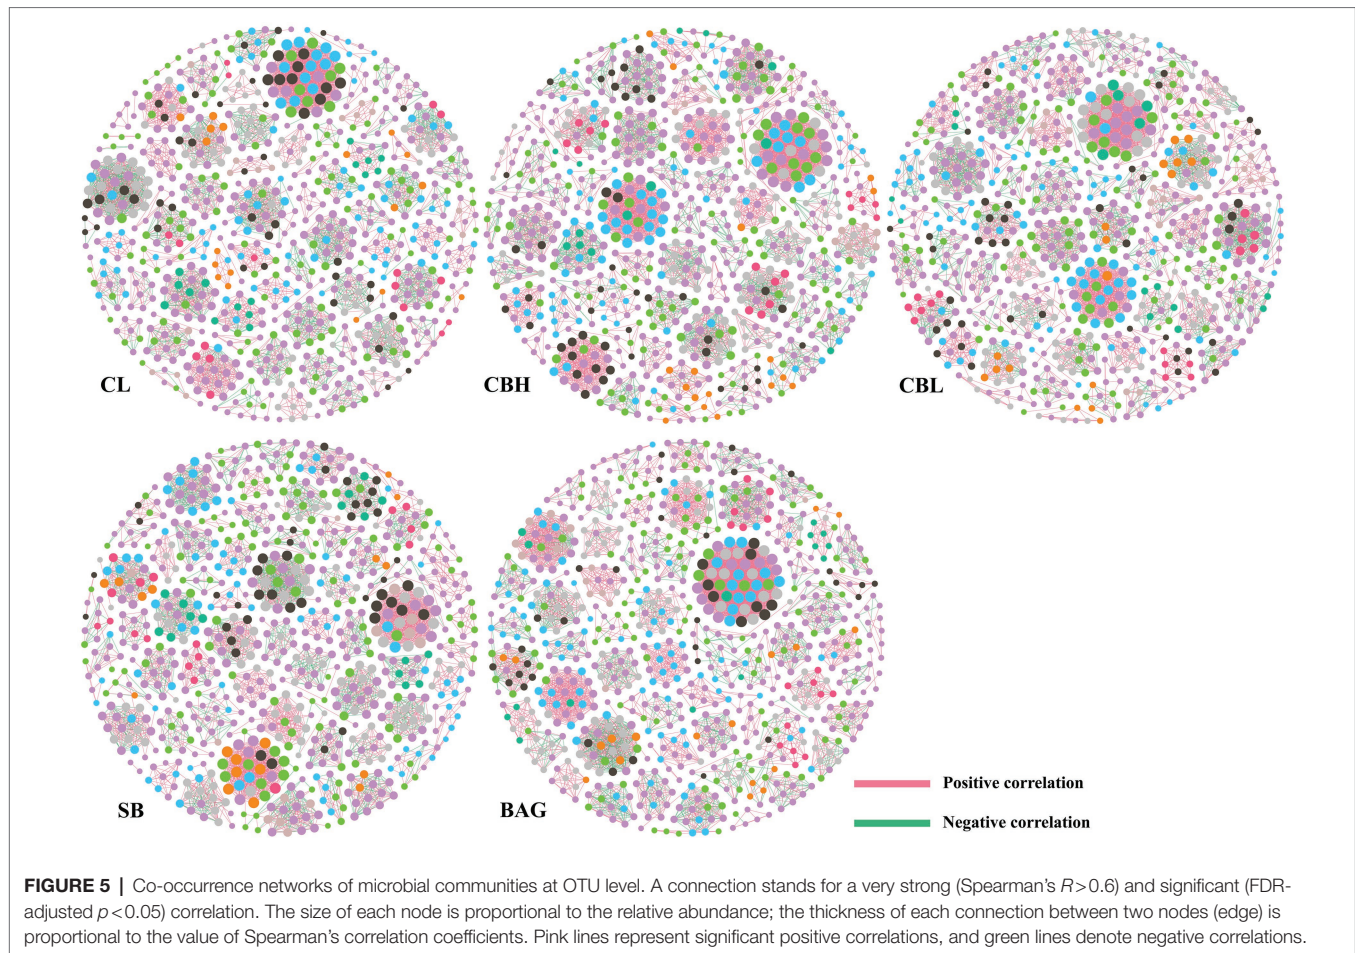 CL
CBH
CBL
SB
BAG
Positive correlation
Negative correlation
FIGURE 5 | Co-occurrence networks of microbial communities at OTU level. A connection stands for a very strong (Spearman's R>0.6) and significant (FDR-
adjusted p<0.05) correlation. The size of each node is proportional to the relative abundance; the thickness of each connection between two nodes (edge) is
proportional to the value of Spearman's correlation coefficients. Pink lines represent significant positive correlations, and green lines denote negative correlations.